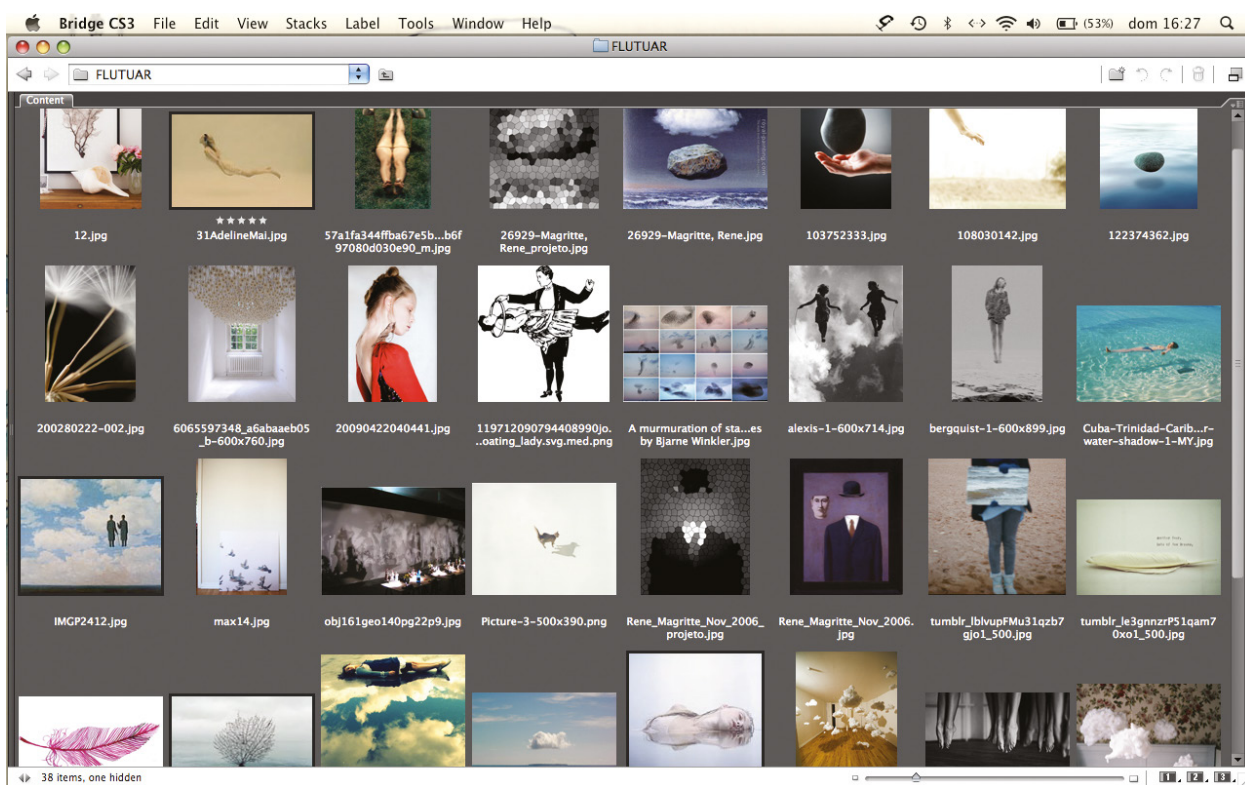 Bridge CS3 File Edit View Stacks Label Tools Window Help (53%) dom 16:27
FLUTUAR
FLUTUAR
Content
12.jpg
31AdelineMai.jpg
57a1fa344ffba67e5b...b6f
97080d030e90_m.jpg
26929-Magritte,
Rene_projeto.jpg
26929-Magritte, Rene.jpg
103752333.jpg
108030142.jpg
122374362.jpg
200280222-002.jpg
6065597348_a6abaaeb05
_b-600x760.jpg
20090422040441.jpg
119712090794408990jo.
..oating_lady.svg.med.png
A murmuration of sta...es
by Bjarne Winkler.jpg
alexis-1-600x714.jpg
bergquist-1-600x899.jpg
Cuba-Trinidad-Carib...r-
water-shadow-1-MY.jpg
IMGP2412.jpg
max14.jpg
obj161geo140pg22p9.jpg
Picture-3-500x390.png
Rene_Magritte_Nov_2006_
projeto.jpg
Rene_Magritte_Nov_2006.
jpg
tumblr_lblvupFMu31qzb7
gjo1_500.jpg
tumblr_le3gnnzrP51qam7
0xo1_500.jpg
38 items, one hidden
1 2 3